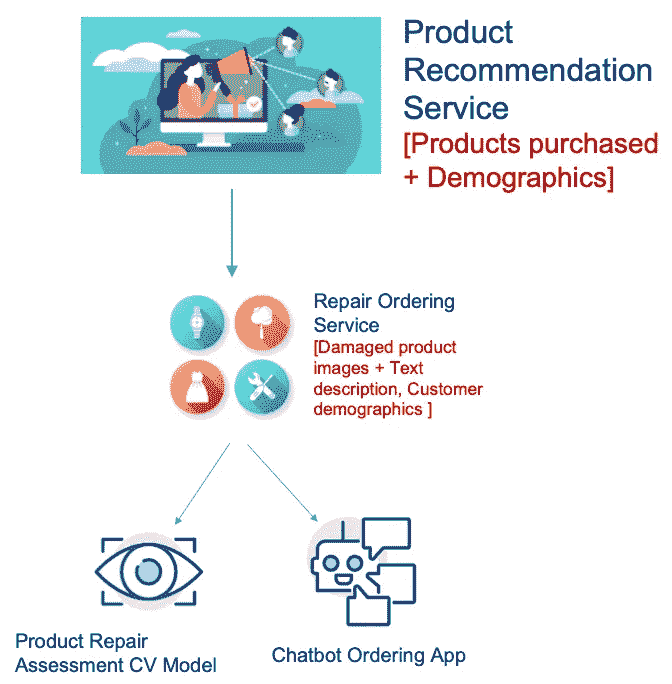 Product
Recommendation
Service
[Products purchased
+ Demographics]
Repair Ordering
Service
[Damaged product
images + Text
description, Customer
demographics ]
Product Repair
Assessment CV Model
Chatbot Ordering App